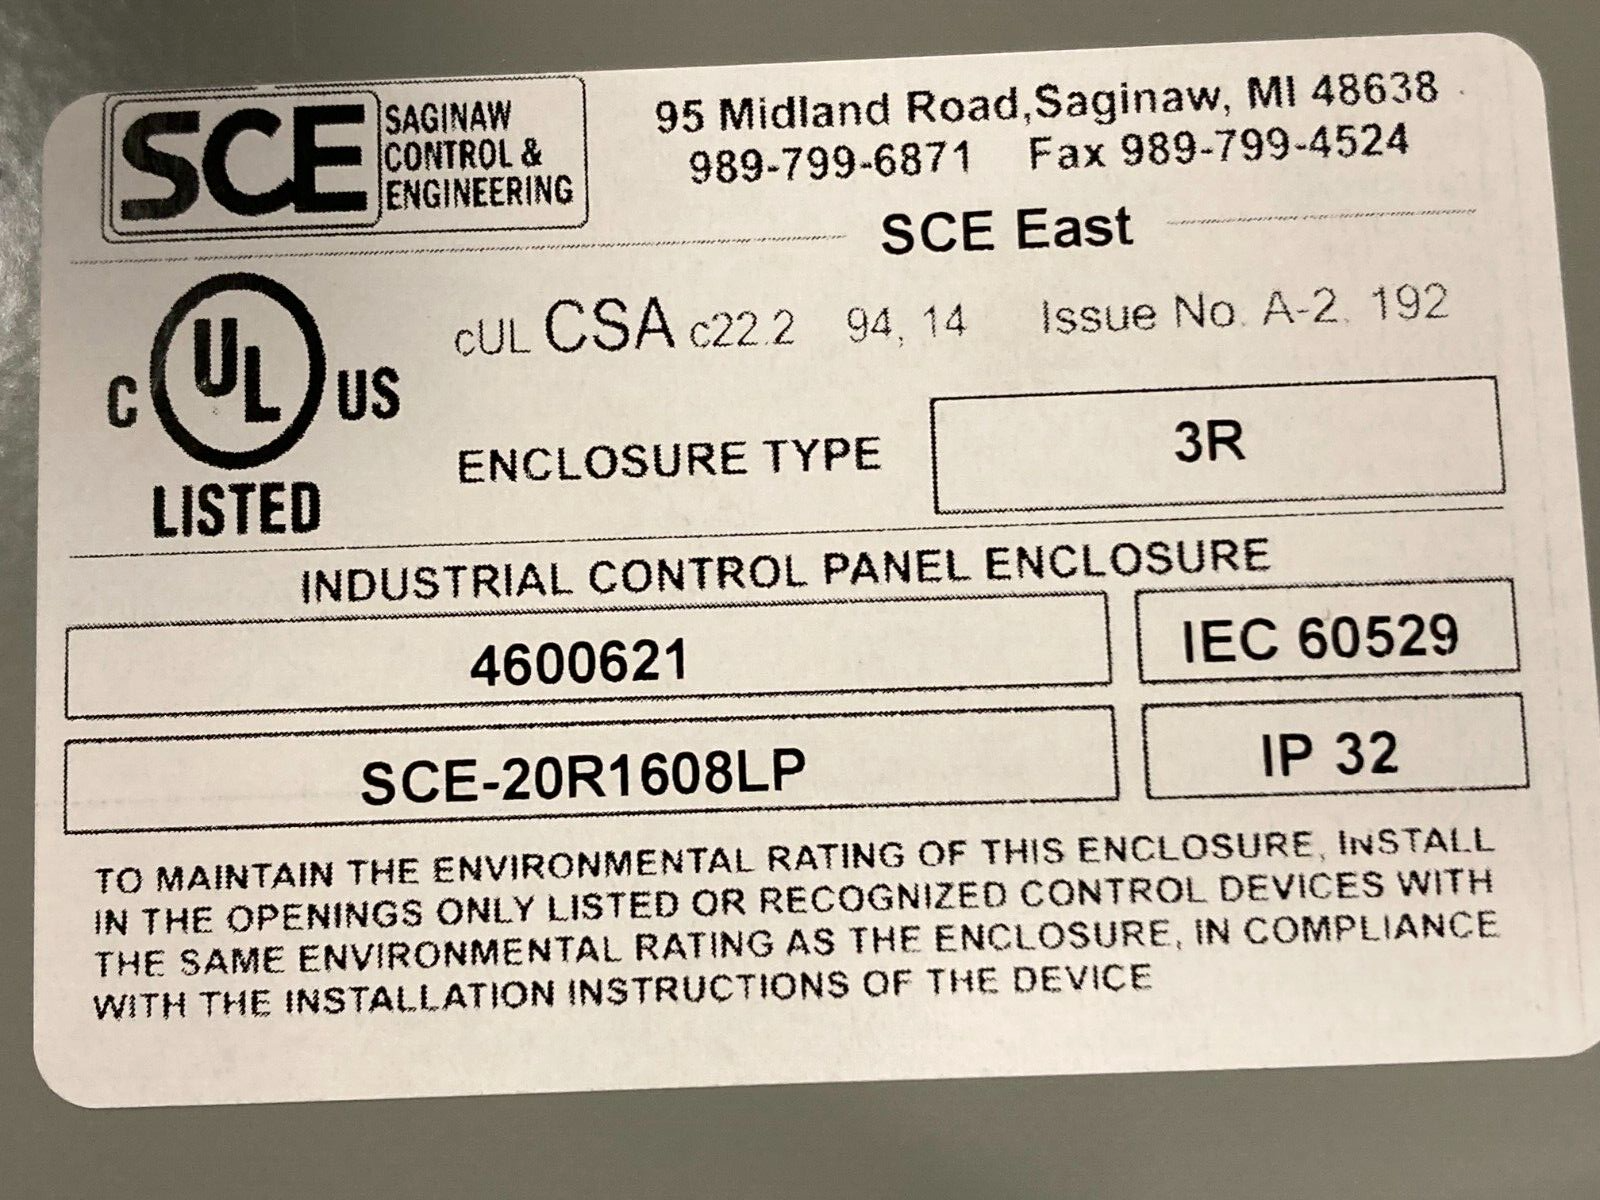 SCE SAGINAW
CONTROL &
ENGINEERING
95 Midland Road,Saginaw, MI 48638
989-799-6871 Fax 989-799-4524
SCE East
C UL US
LISTED
cUL CSA c22.2 94, 14 Issue No. A-2. 192
ENCLOSURE TYPE 3R
INDUSTRIAL CONTROL PANEL ENCLOSURE
4600621 IEC 60529
SCE-20R1608LP IP 32
TO MAINTAIN THE ENVIRONMENTAL RATING OF THIS ENCLOSURE, INSTALL
IN THE OPENINGS ONLY LISTED OR RECOGNIZED CONTROL DEVICES WITH
THE SAME ENVIRONMENTAL RATING AS THE ENCLOSURE, IN COMPLIANCE
WITH THE INSTALLATION INSTRUCTIONS OF THE DEVICE